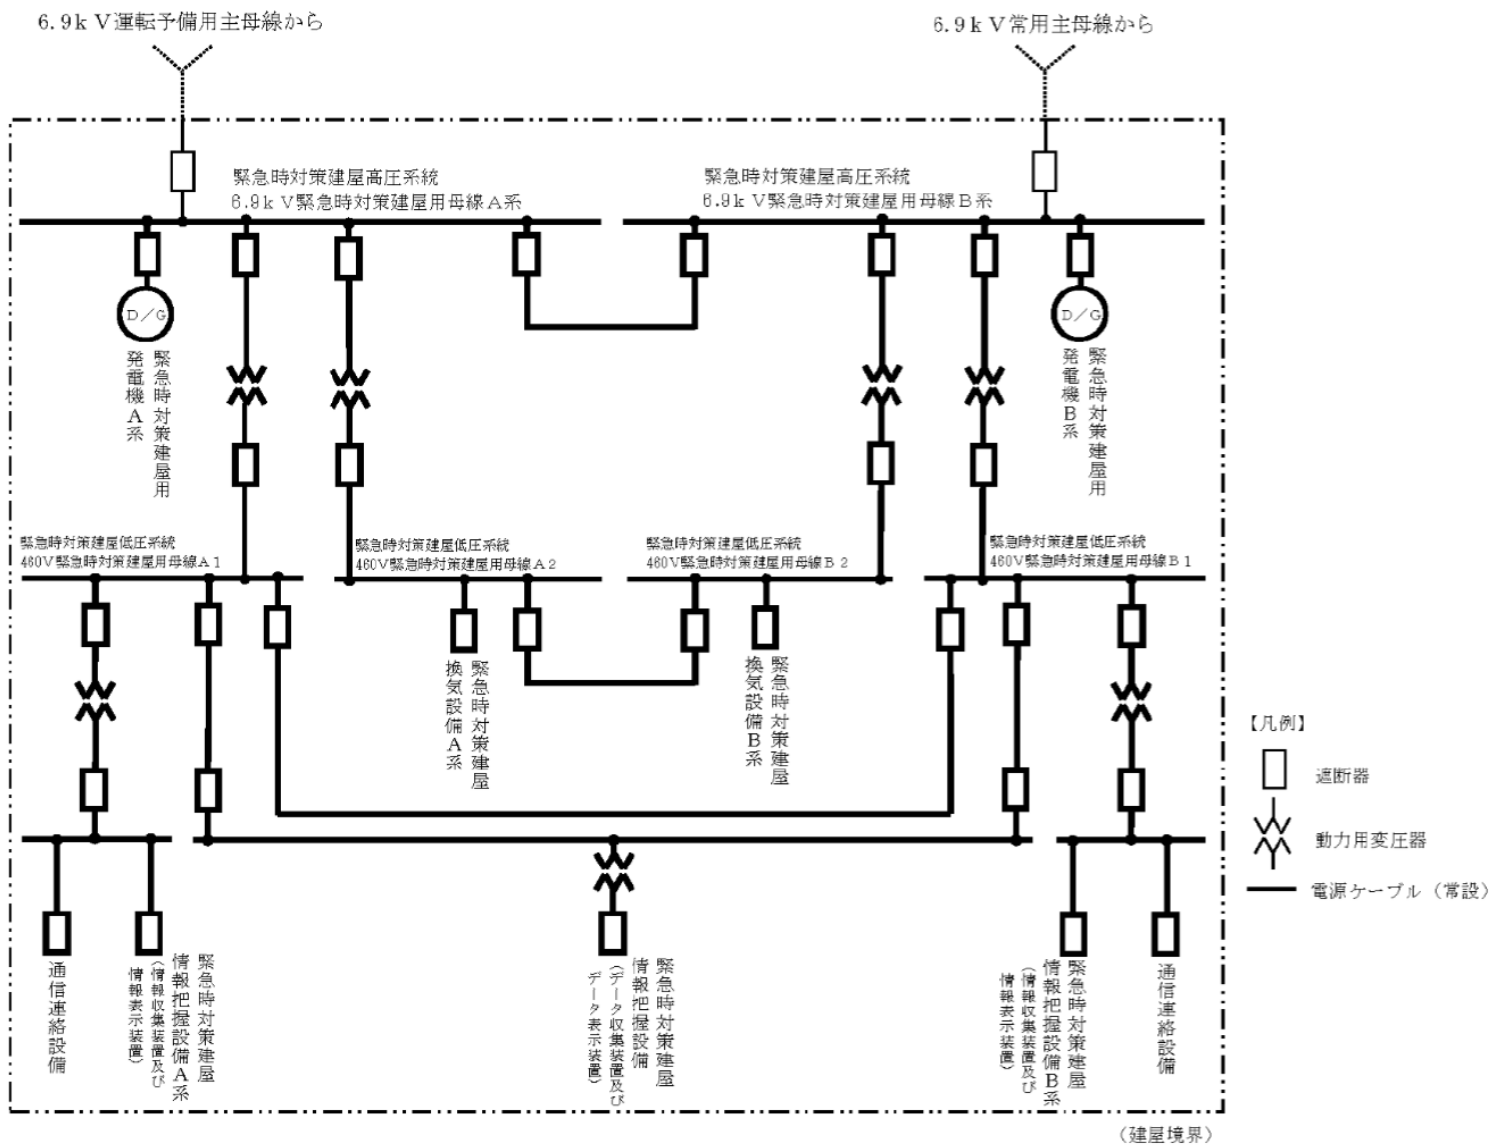 6.9kV運転予備用主母線から
6.9kV常用主母線から
緊急時対策建屋高圧系統
6.9kV緊急時対策建屋用母線A系
緊急時対策建屋高圧系統
6.9kV緊急時対策建屋用母線B系
D/G
緊急時対策建屋用
発電機A系
D/G
緊急時対策建屋用
発電機B系
緊急時対策建屋低圧系統
460V緊急時対策建屋用母線A1
緊急時対策建屋低圧系統
460V緊急時対策建屋用母線A2
緊急時対策建屋低圧系統
460V緊急時対策建屋用母線B2
緊急時対策建屋低圧系統
460V緊急時対策建屋用母線B1
緊急時対策建屋
換気設備A系
緊急時対策建屋
換気設備B系
【凡例】
遮断器
動力用変圧器
電源ケーブル（常設）
通信連絡設備
緊急時対策建屋
情報把握設備A系
（情報収集装置及び
情報表示装置）
緊急時対策建屋
情報把握設備
（データ収集装置及び
データ表示装置）
緊急時対策建屋
情報把握設備B系
（情報収集装置及び
情報表示装置）
通信連絡設備
（建屋境界）